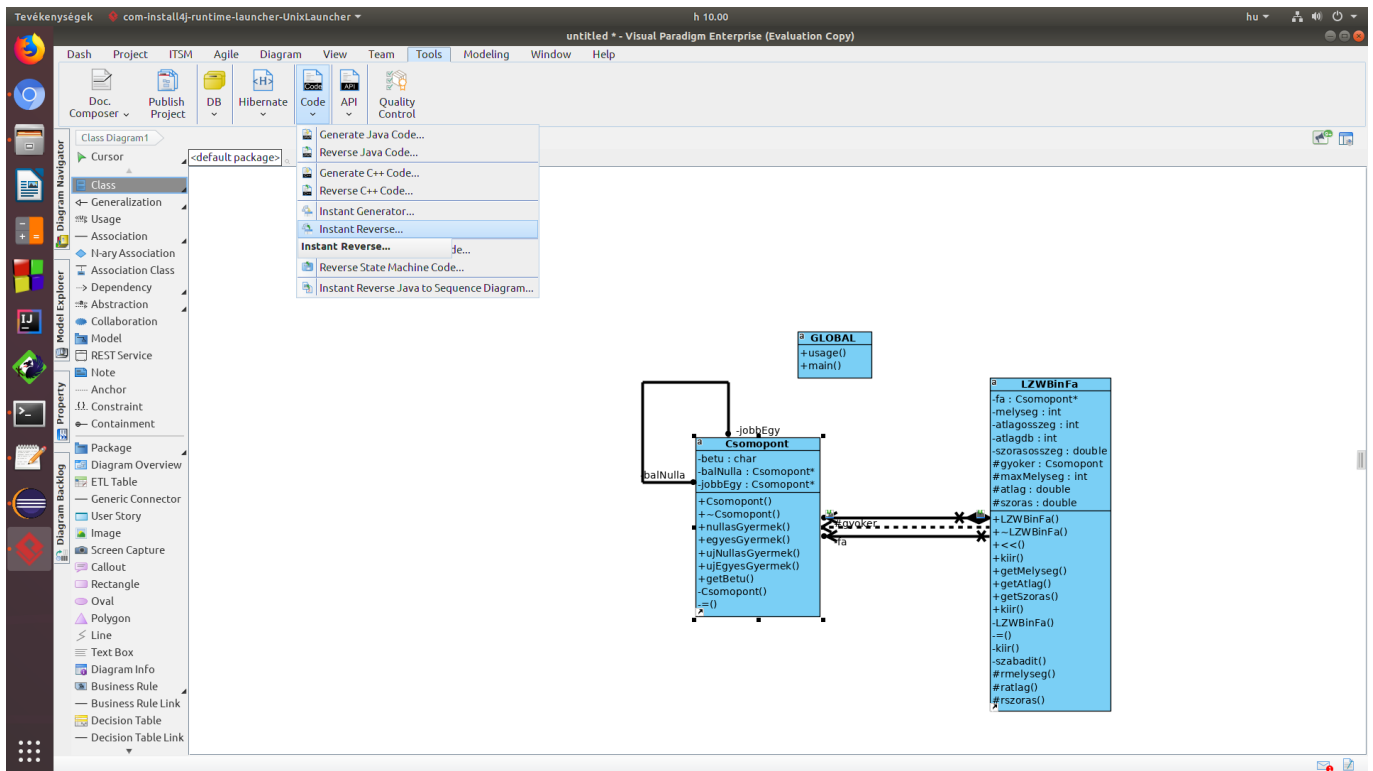 Tevékenységek
com-install4j-runtime-launcher-UnixLauncher
h 10.00
hu
untitled * - Visual Paradigm Enterprise (Evaluation Copy)
Dash Project ITSM Agile Diagram View Team Tools Modeling Window Help
Doc. Composer
Publish Project
DB
Hibernate
Code
API
Quality Control
Class Diagram1
<default package>
Diagram Navigator
Model Explorer
Property
Diagram Backlog
Cursor
Class
Generalization
Usage
Association
N-ary Association
Association Class
Dependency
Abstraction
Collaboration
Model
REST Service
Note
Anchor
Constraint
Containment
Package
Diagram Overview
ETL Table
Generic Connector
User Story
Image
Screen Capture
Callout
Rectangle
Oval
Polygon
Line
Text Box
Diagram Info
Business Rule
Business Rule Link
Decision Table
Decision Table Link
Generate Java Code...
Reverse Java Code...
Generate C++ Code...
Reverse C++ Code...
Instant Generator...
Instant Reverse...
Instant Reverse...
de...
Reverse State Machine Code...
Instant Reverse Java to Sequence Diagram...
GLOBAL
+usage()
+main()
-jobbEgy
-balNulla
Csomopont
-betu : char
-balNulla : Csomopont*
-jobbEgy : Csomopont*
+Csomopont()
+~Csomopont()
+nullasGyermek()
+egyesGyermek()
+ujNullasGyermek()
+ujEgyesGyermek()
+getBetu()
-Csomopont()
-=()
#gyoker
-fa
LZWBinFa
-fa : Csomopont*
-melyseg : int
-atlagosszeg : int
-atlagdb : int
-szorasosszeg : double
#gyoker : Csomopont
#maxMelyseg : int
#atlag : double
#szoras : double
+LZWBinFa()
+~LZWBinFa()
+<<()
+kiir()
+getMelyseg()
+getAtlag()
+getSzoras()
+kiir()
-LZWBinFa()
-=()
-kiir()
-szabadit()
#rmelyseg()
#ratlag()
#rszoras()